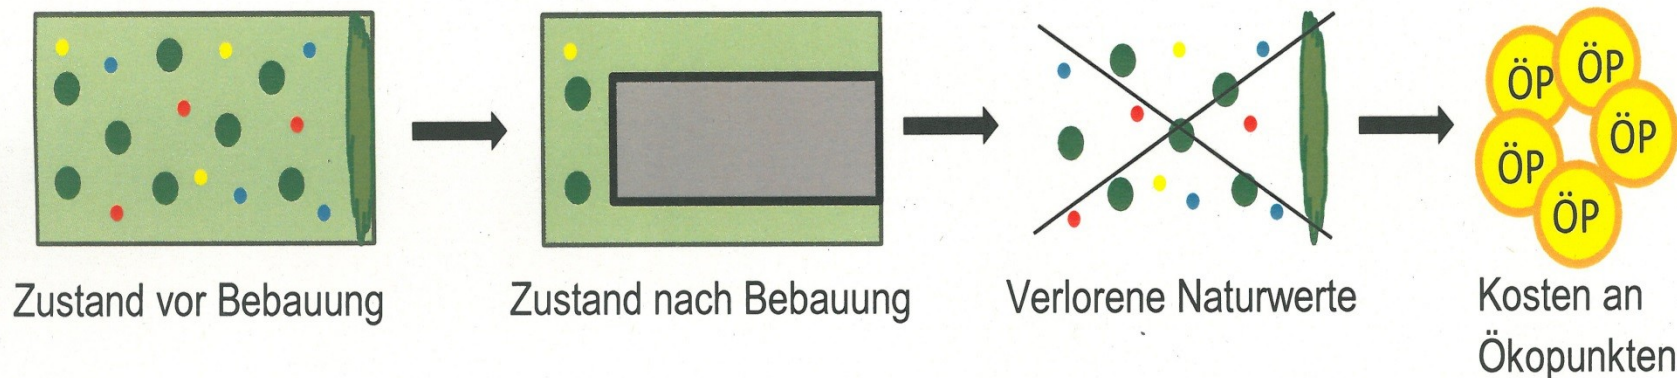 ÖP
ÖP
ÖP
ÖP
ÖP
Zustand vor Bebauung
Zustand nach Bebauung
Verlorene Naturwerte
Kosten an
Ökopunkten